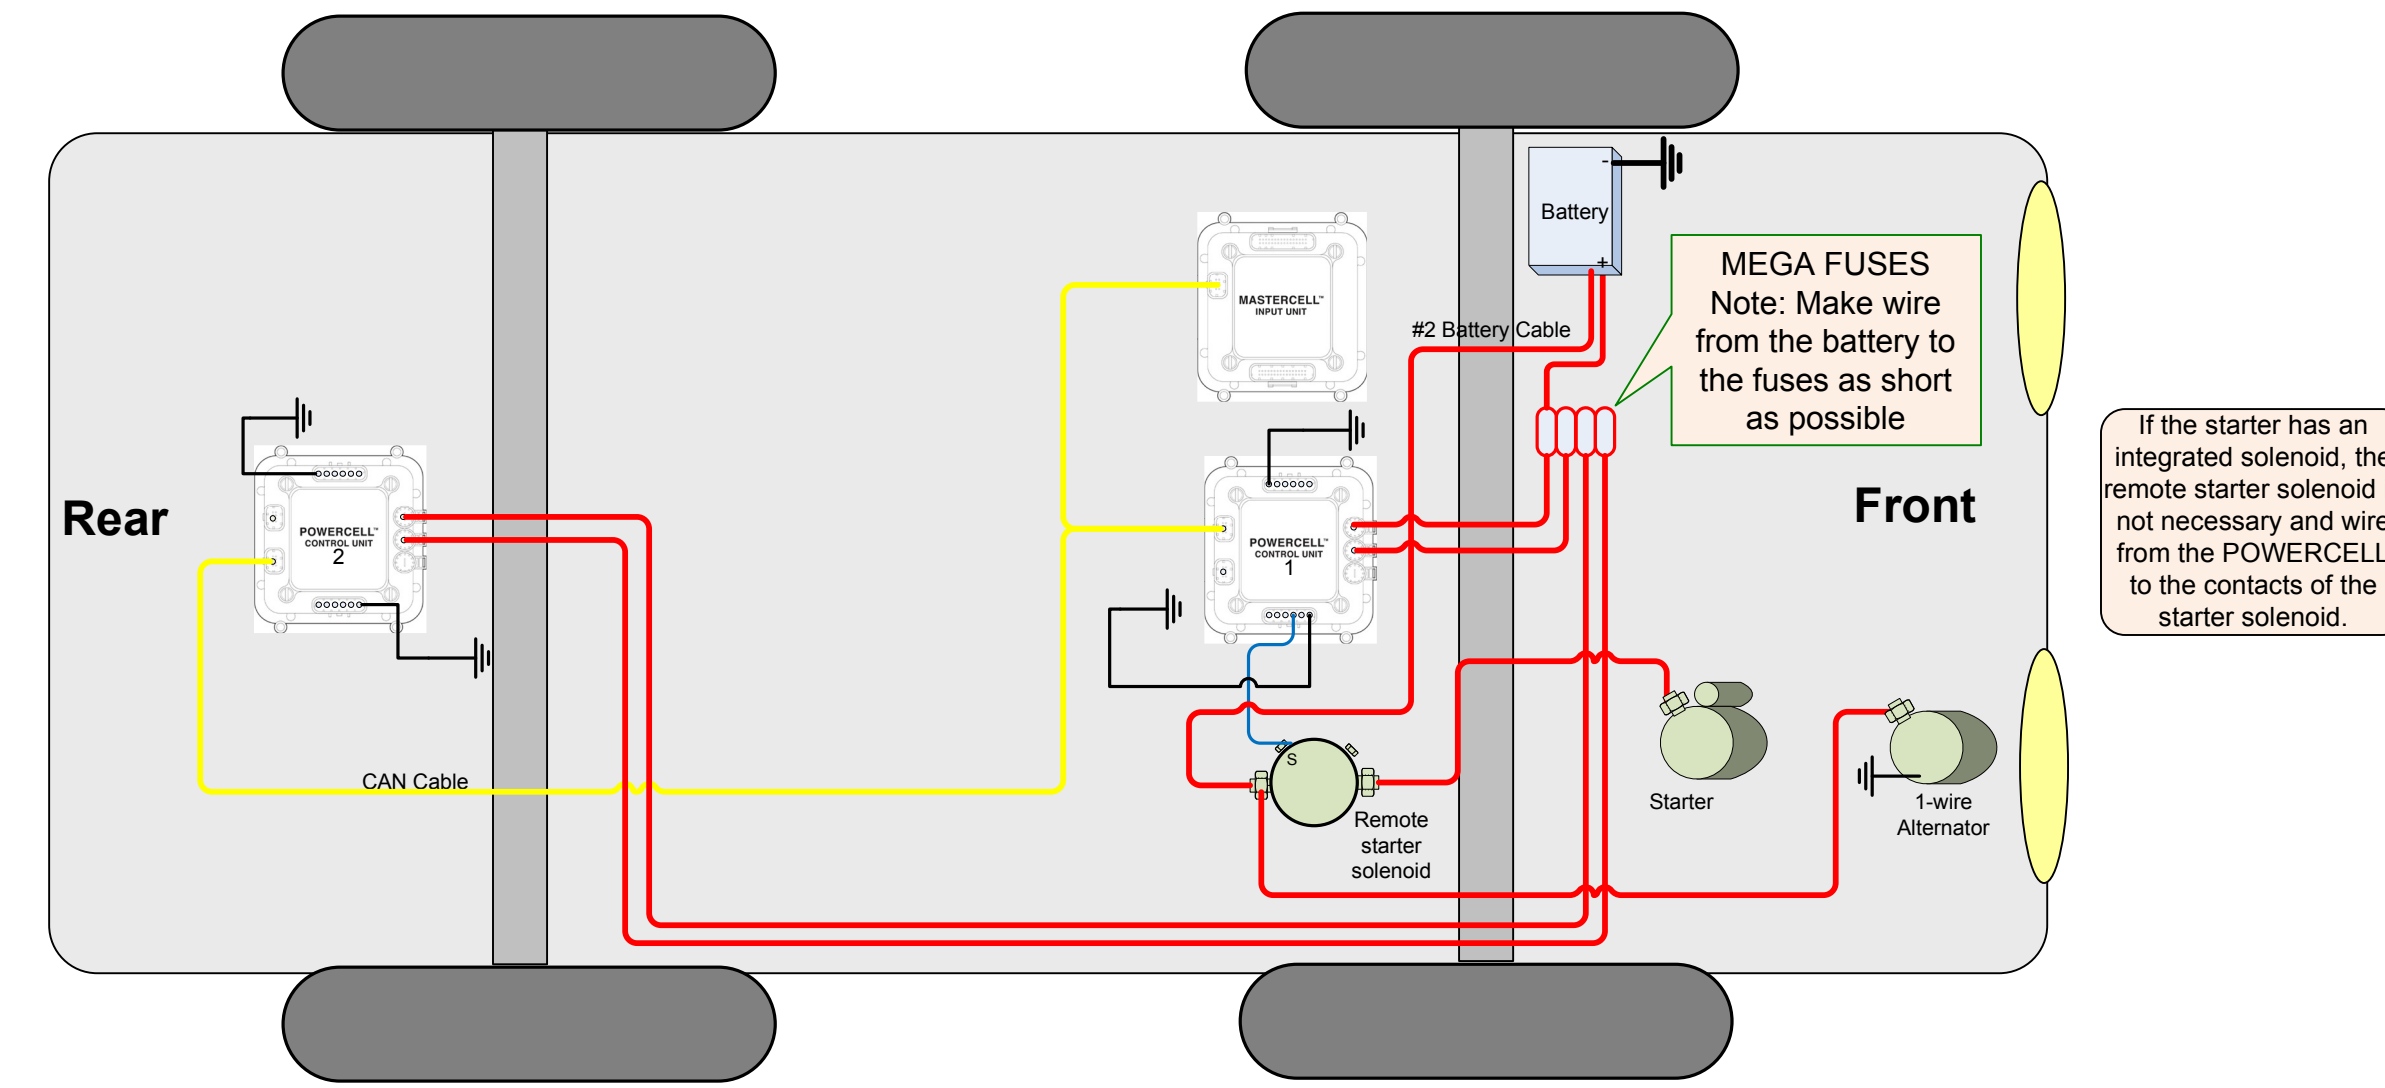 Battery
-
+
MEGA FUSES
Note: Make wire
from the battery to
the fuses as short
as possible
MASTERCELL™
INPUT UNIT
#2 Battery Cable
If the starter has an
integrated solenoid, the
remote starter solenoid
not necessary and wire
from the POWERCELL
to the contacts of the
starter solenoid.
Rear
Front
POWERCELL™
CONTROL UNIT
2
POWERCELL™
CONTROL UNIT
1
CAN Cable
S
Remote
starter
solenoid
Starter
1-wire
Alternator